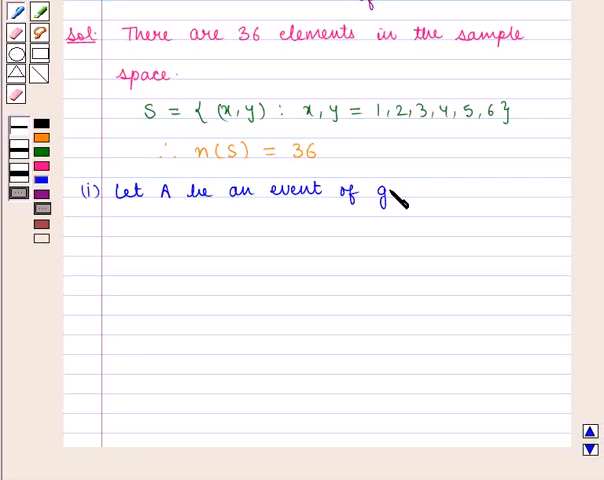 Sol. There are 36 elements in the sample
space.
S = { (x,y) : x,y = 1,2,3,4,5,6}
∴ n(S) = 36
(i) Let A be an event of g